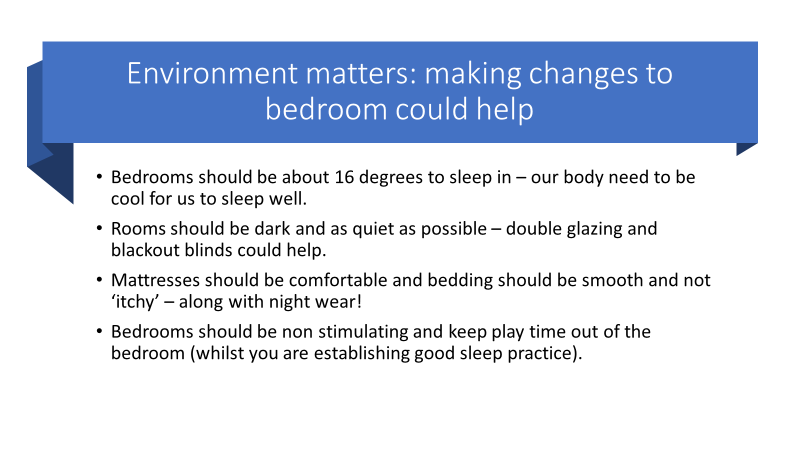 Environment matters: making changes to
bedroom could help
• Bedrooms should be about 16 degrees to sleep in – our body need to be
cool for us to sleep well.
• Rooms should be dark and as quiet as possible – double glazing and
blackout blinds could help.
• Mattresses should be comfortable and bedding should be smooth and not
‘itchy’ – along with night wear!
• Bedrooms should be non stimulating and keep play time out of the
bedroom (whilst you are establishing good sleep practice).